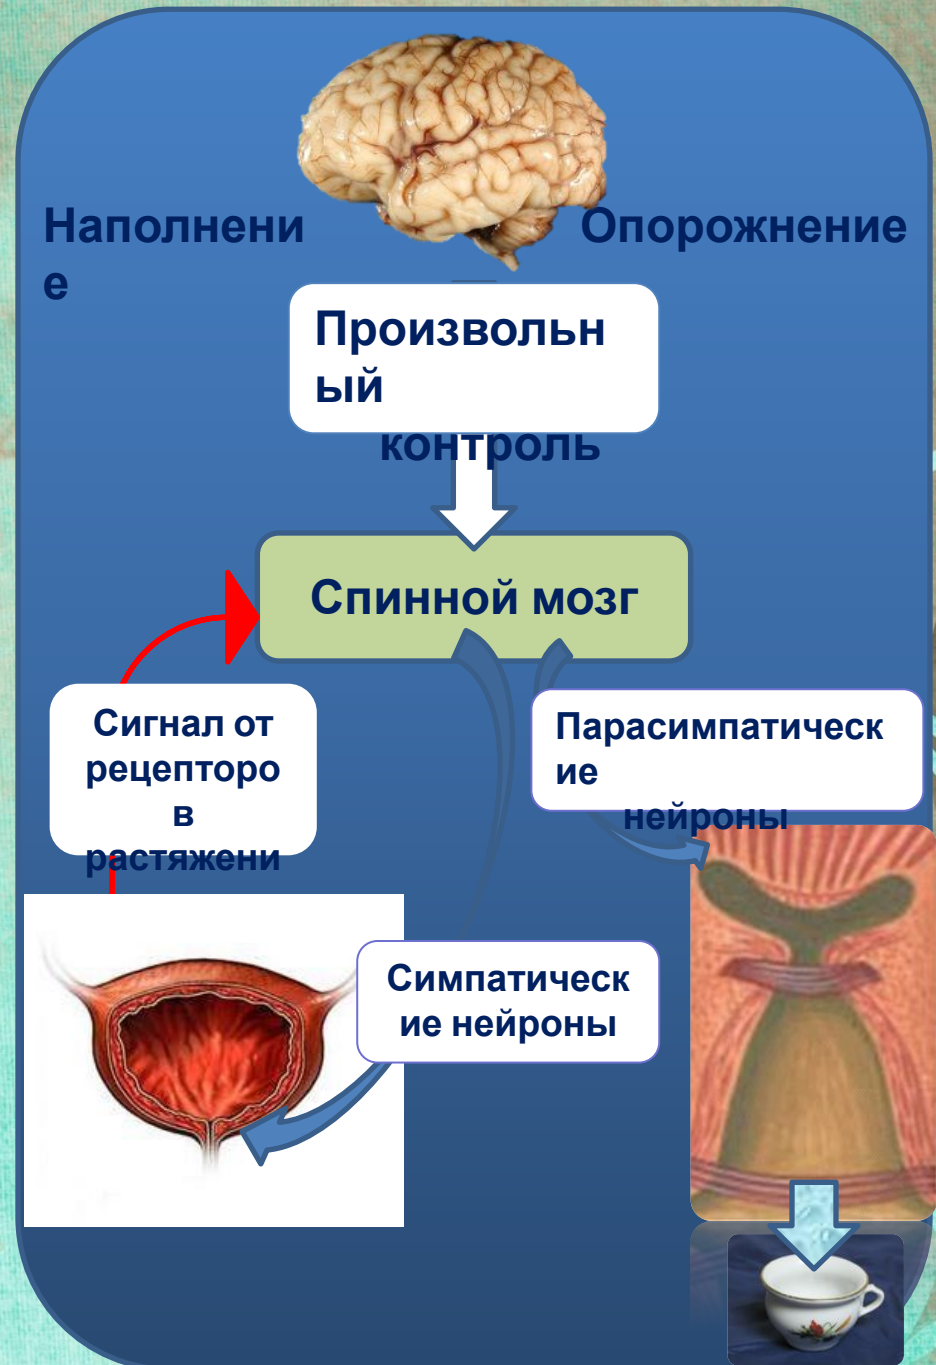 Наполнени
е
Опорожнение
Произвольн
ый
контроль
Спинной мозг
Сигнал от
рецепторо
в
растяжени
Парасимпатическ
ие
нейроны
Симпатическ
ие нейроны